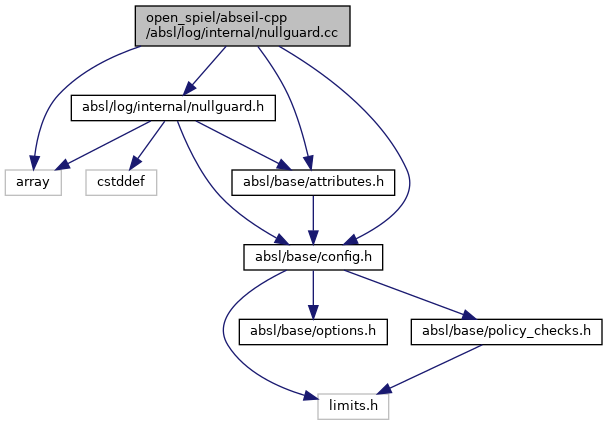 open_spiel/abseil-cpp
/absl/log/internal/nullguard.cc
absl/log/internal/nullguard.h
array
cstddef
absl/base/attributes.h
absl/base/config.h
absl/base/options.h
absl/base/policy_checks.h
limits.h